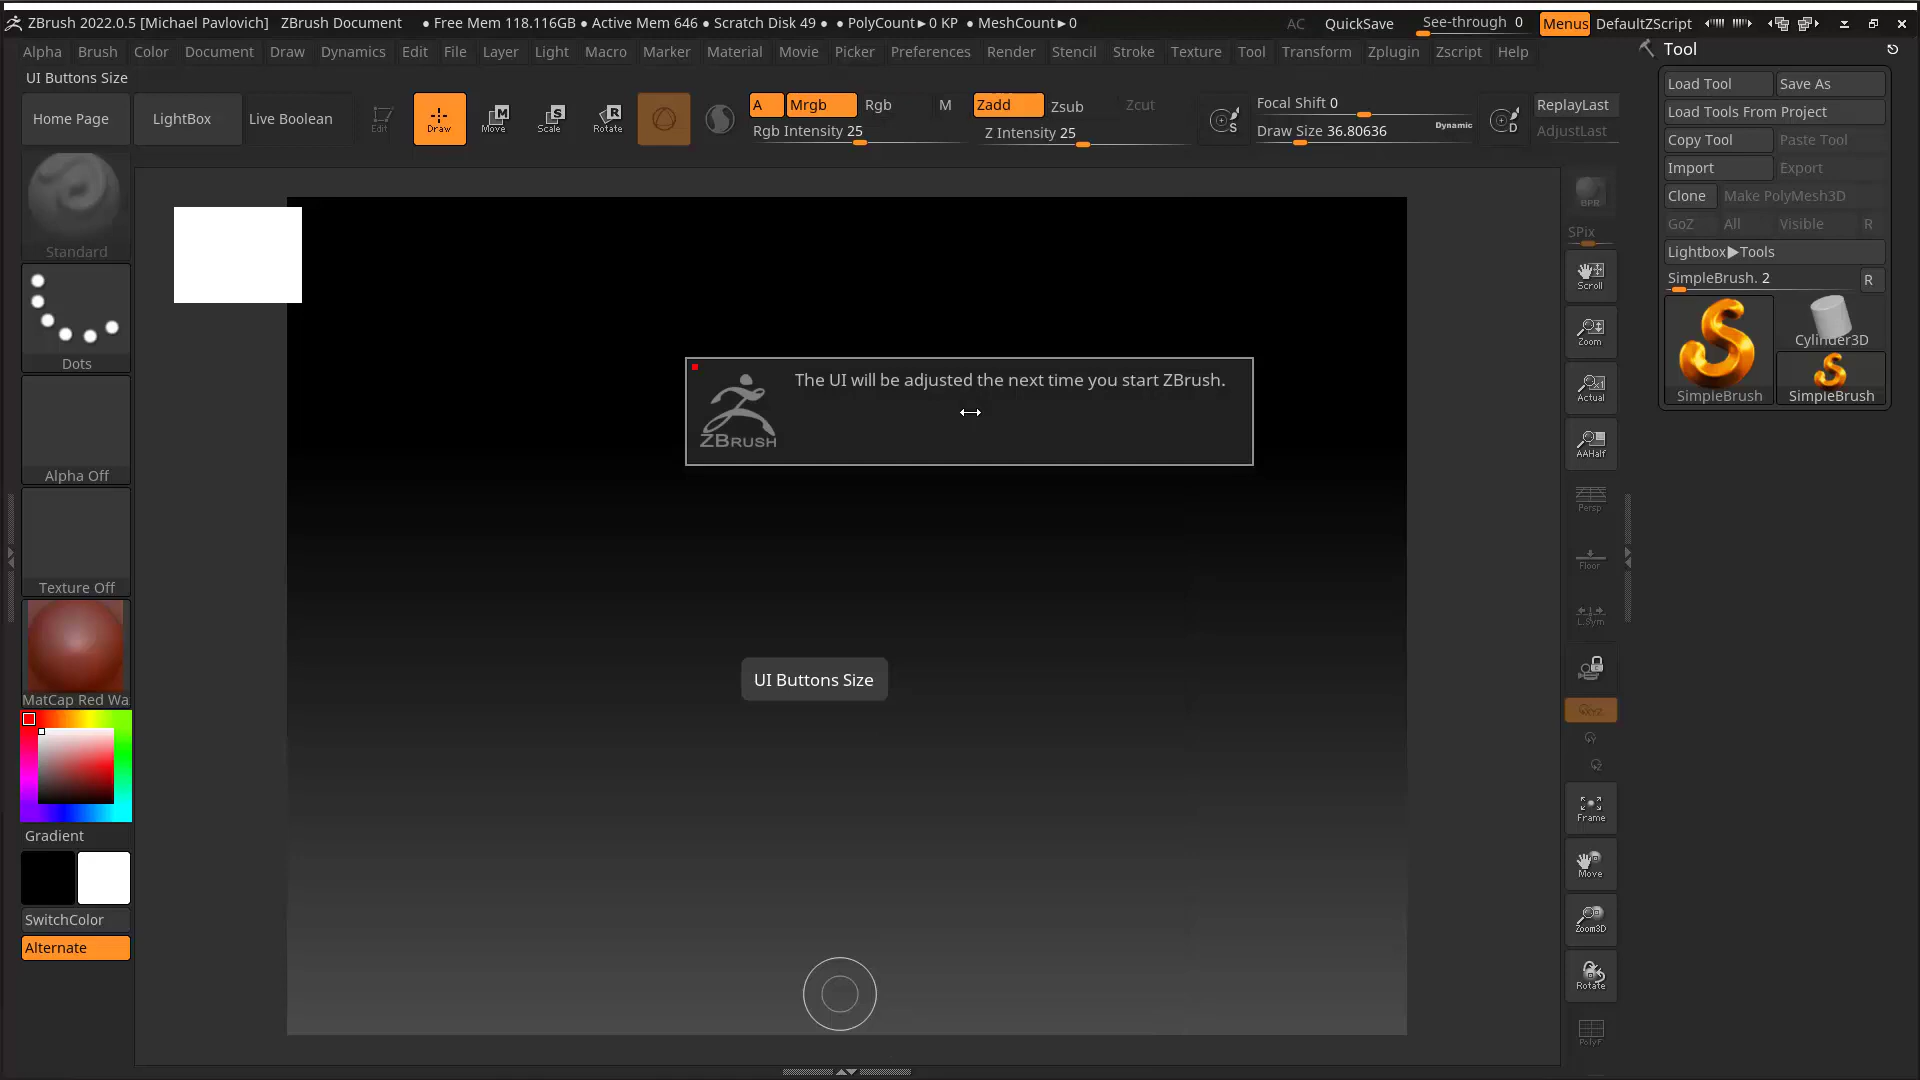 ZBrush 2022.0.5 [Michael Pavlovich] ZBrush Document ● Free Mem 118.116GB ● Active Mem 646 ● Scratch Disk 49 ● PolyCount►0 KP ● MeshCount►0 AC QuickSave See-through 0 Menus DefaultZScript
Alpha Brush Color Document Draw Dynamics Edit File Layer Light Macro Marker Material Movie Picker Preferences Render Stencil Stroke Texture Tool Transform Zplugin Zscript Help
Tool
UI Buttons Size
Home Page LightBox Live Boolean Edit Draw Move Scale Rotate
A Mrgb Rgb M Zadd Zsub Zcut
Rgb Intensity 25 Z Intensity 25
S Focal Shift 0
Draw Size 36.80636 Dynamic
D ReplayLast
AdjustLast
Load Tool Save As
Load Tools From Project
Copy Tool Paste Tool
Import Export
Clone Make PolyMesh3D
GoZ All Visible R
Lightbox▶Tools
SimpleBrush. 2 R
Cylinder3D
SimpleBrush SimpleBrush
Standard
Dots
Alpha Off
Texture Off
MatCap Red Wa
Gradient
SwitchColor
Alternate
The UI will be adjusted the next time you start ZBrush.
ZBRUSH
UI Buttons Size
BPR
SPix
Scroll
Zoom
Actual
AAHalf
Persp
Floor
L.Sym
XYZ
Frame
Move
Zoom3D
Rotate
PolyF